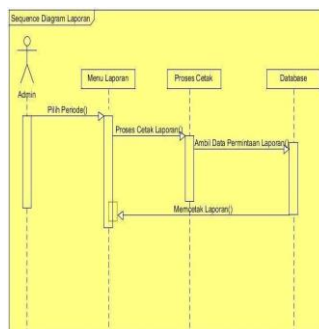 Sequence Diagram Laporan
Admin
Menu Laporan
Proses Cetak
Database
Pilih Periode()
Proses Cetak Laporan()
Ambil Data Permintaan Laporan()
Memcetak Laporan()